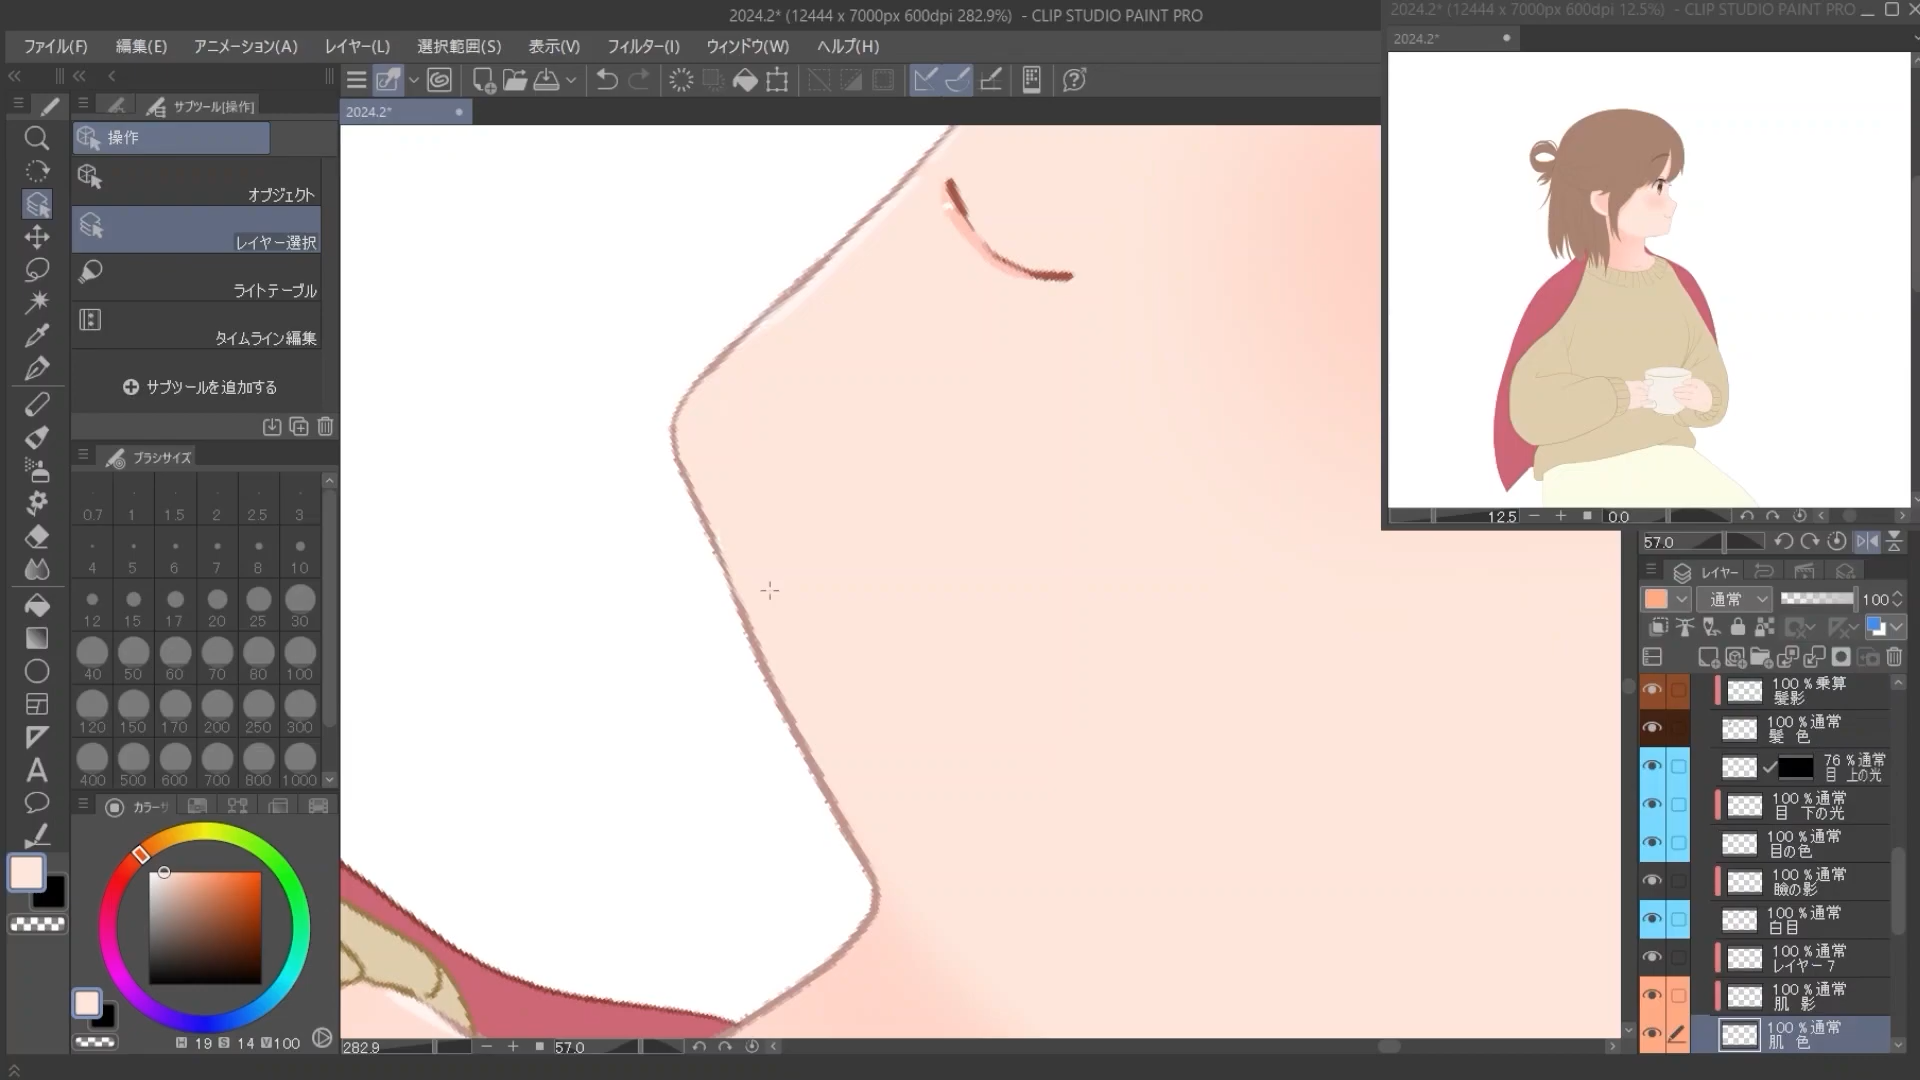 2024.2* (12444 x 7000px 600dpi 282.9%) - CLIP STUDIO PAINT PRO
2024.2* (12444 x 7000px 600dpi 12.5%) - CLIP STUDIO PAINT PRO
ファイル(F) 編集(E) アニメーション(A) レイヤー(L) 選択範囲(S) 表示(V) フィルター(I) ウィンドウ(W) ヘルプ(H)
2024.2*
サブツール[操作]
2024.2*
操作
オブジェクト
レイヤー選択
ライトテーブル
タイムライン編集
サブツールを追加する
ブラシサイズ
0.7 1 1.5 2 2.5 3
4 5 6 7 8 10
12 15 17 20 25 30
40 50 60 70 80 100
120 150 170 200 250 300
400 500 600 700 800 1000
カラーサ
H 19 S 14 V 100
282.9 57.0
12.5 0.0
57.0
レイヤー
通常 100
100 %乗算
髪影
100 %通常
髪 色
76 %通常
目 上の光
100 %通常
目 下の光
100 %通常
目の色
100 %通常
瞼の影
100 %通常
白目
100 %通常
レイヤー 7
100 %通常
肌 影
100 %通常
肌 色